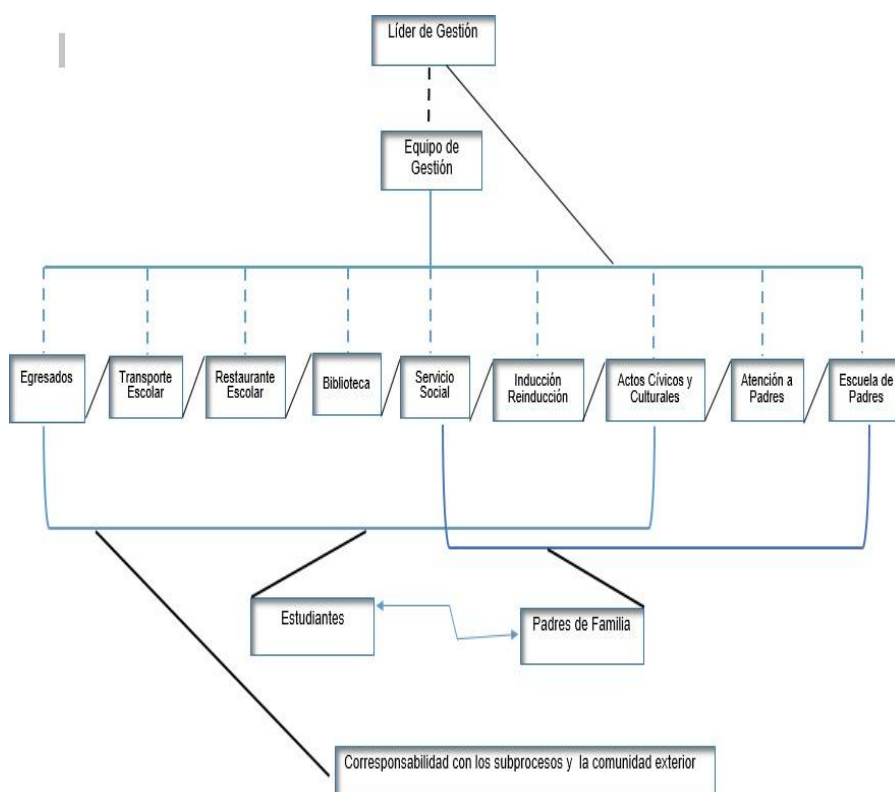 Líder de Gestión
Equipo de
Gestión
Egresados
Transporte
Escolar
Restaurante
Escolar
Biblioteca
Servicio
Social
Inducción
Reinducción
Actos Cívicos y
Culturales
Atención a
Padres
Escuela de
Padres
Estudiantes
Padres de Familia
Corresponsabilidad con los subprocesos y la comunidad exterior